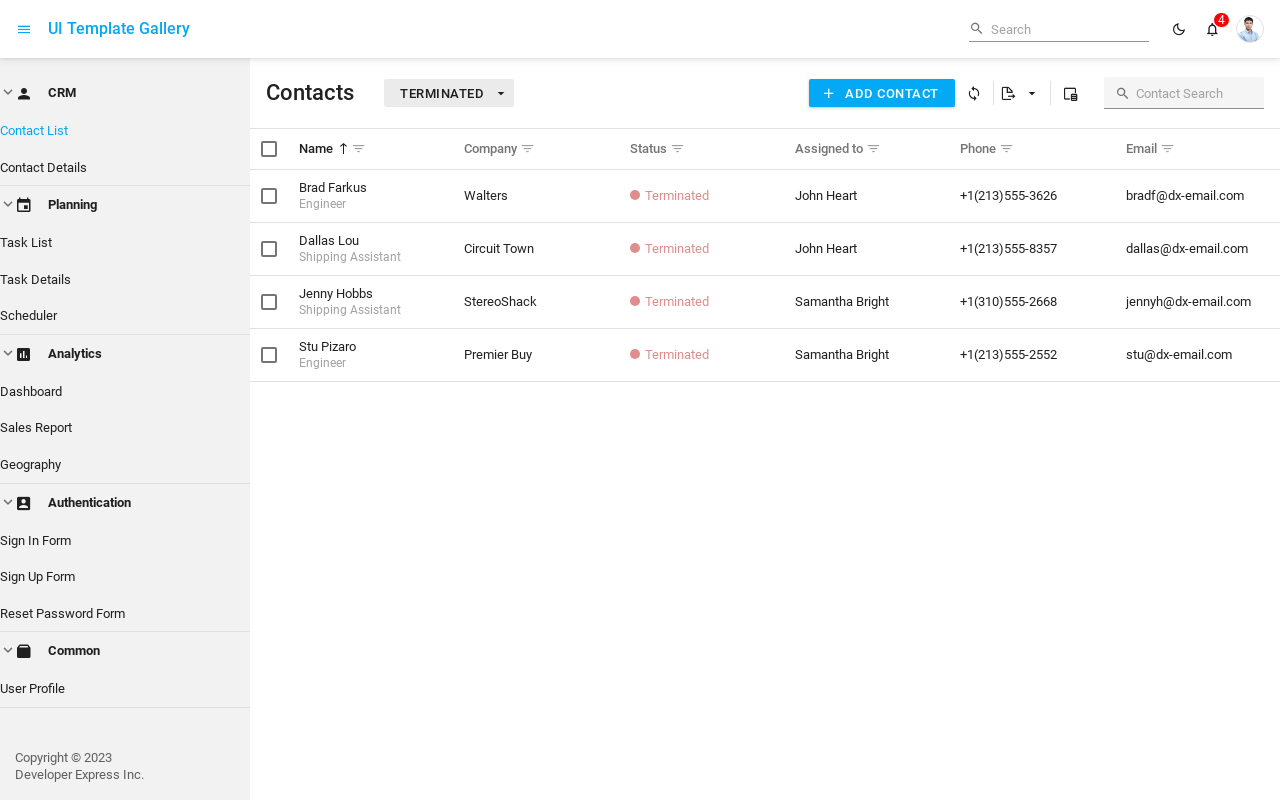 UI Template Gallery
Search
4
CRM
Contact List
Contact Details
Planning
Task List
Task Details
Scheduler
Analytics
Dashboard
Sales Report
Geography
Authentication
Sign In Form
Sign Up Form
Reset Password Form
Common
User Profile
Copyright © 2023
Developer Express Inc.
Contacts
TERMINATED
ADD CONTACT
Contact Search
Name Company Status Assigned to Phone Email
Brad Farkus
Engineer
Walters Terminated John Heart +1(213)555-3626 bradf@dx-email.com
Dallas Lou
Shipping Assistant
Circuit Town Terminated John Heart +1(213)555-8357 dallas@dx-email.com
Jenny Hobbs
Shipping Assistant
StereoShack Terminated Samantha Bright +1(310)555-2668 jennyh@dx-email.com
Stu Pizaro
Engineer
Premier Buy Terminated Samantha Bright +1(213)555-2552 stu@dx-email.com